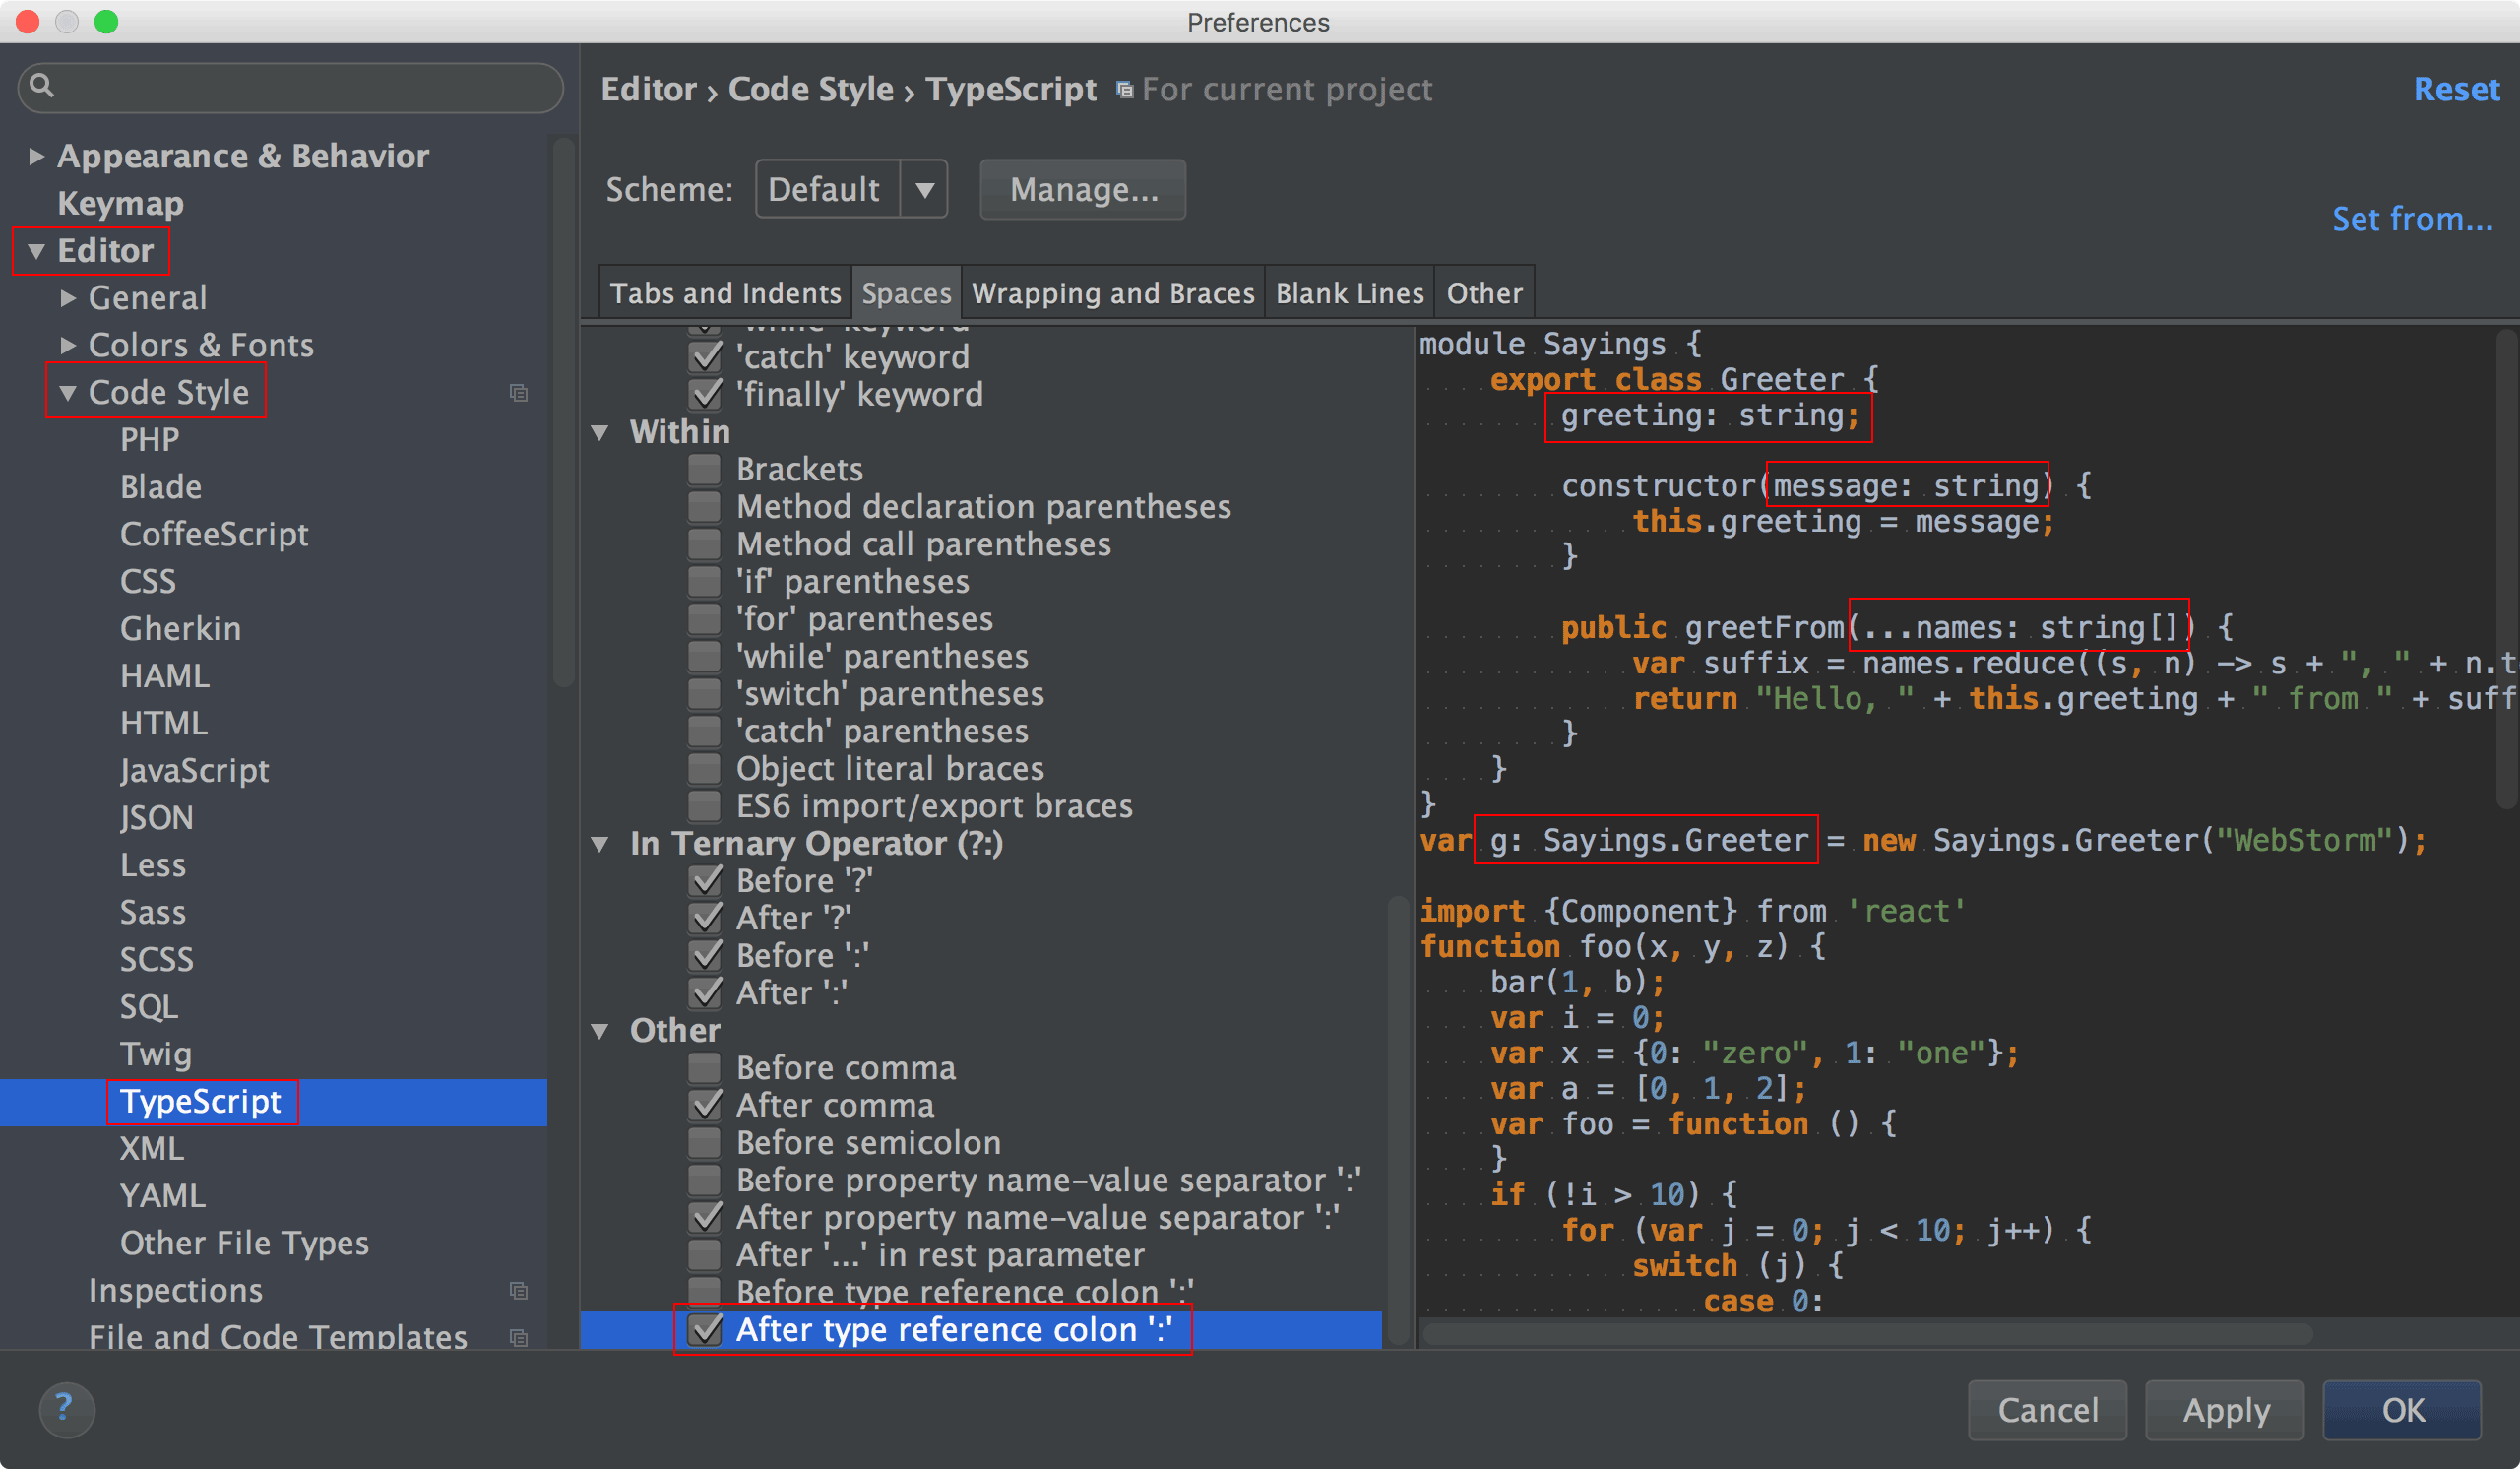 Preferences
Appearance & Behavior
Keymap
Editor
General
Colors & Fonts
Code Style
PHP
Blade
CoffeeScript
CSS
Gherkin
HAML
HTML
JavaScript
JSON
Less
Sass
SCSS
SQL
Twig
TypeScript
XML
YAML
Other File Types
Inspections
File and Code Templates
Editor › Code Style › TypeScript For current project
Reset
Scheme: Default Manage...
Set from...
Tabs and Indents Spaces Wrapping and Braces Blank Lines Other
'while' keyword
'catch' keyword
'finally' keyword
Within
Brackets
Method declaration parentheses
Method call parentheses
'if' parentheses
'for' parentheses
'while' parentheses
'switch' parentheses
'catch' parentheses
Object literal braces
ES6 import/export braces
In Ternary Operator (?:)
Before '?'
After '?'
Before ':'
After ':'
Other
Before comma
After comma
Before semicolon
Before property name-value separator ':'
After property name-value separator ':'
After '...' in rest parameter
Before type reference colon ':'
After type reference colon ':'
module Sayings {
export class Greeter {
greeting: string;
constructor(message: string) {
this.greeting = message;
}
public greetFrom(...names: string[]) {
var suffix = names.reduce((s, n) -> s + ", " + n.t
return "Hello, " + this.greeting + " from " + suff
}
}
}
var g: Sayings.Greeter = new Sayings.Greeter("WebStorm");
import {Component} from 'react'
function foo(x, y, z) {
bar(1, b);
var i = 0;
var x = {0: "zero", 1: "one"};
var a = [0, 1, 2];
var foo = function () {
}
if (!i > 10) {
for (var j = 0; j < 10; j++) {
switch (j) {
case 0:
?
Cancel Apply OK